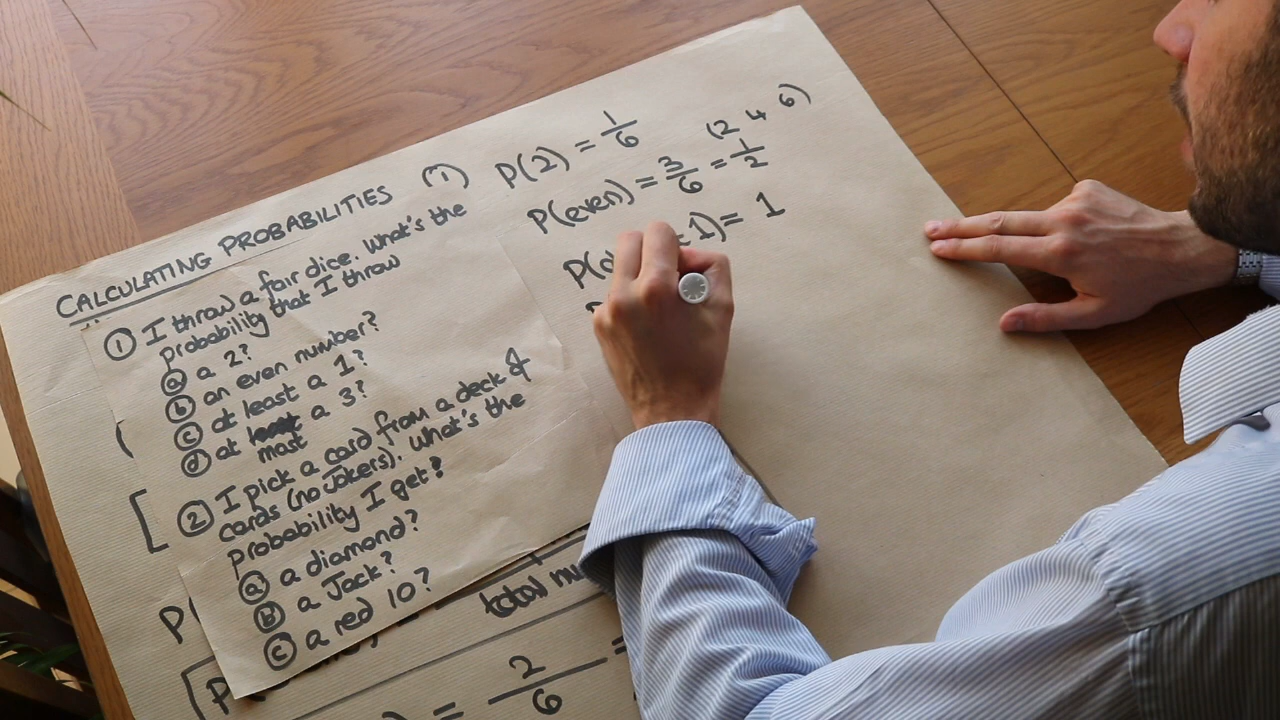 CALCULATING PROBABILITIES
① I throw a fair dice. What's the
probability that I throw
ⓐ a 2?
ⓑ an even number?
ⓒ at least a 1?
ⓓ at most a 3?
② I pick a card from a deck of
cards (no Jokers). What's the
probability I get?
ⓐ a diamond?
ⓑ a Jack?
ⓒ a red 10?
(1) P(2) = 1/6
(2 4 6)
P(even) = 3/6 = 1/2
1) = 1
P(
total
= 2/6 =